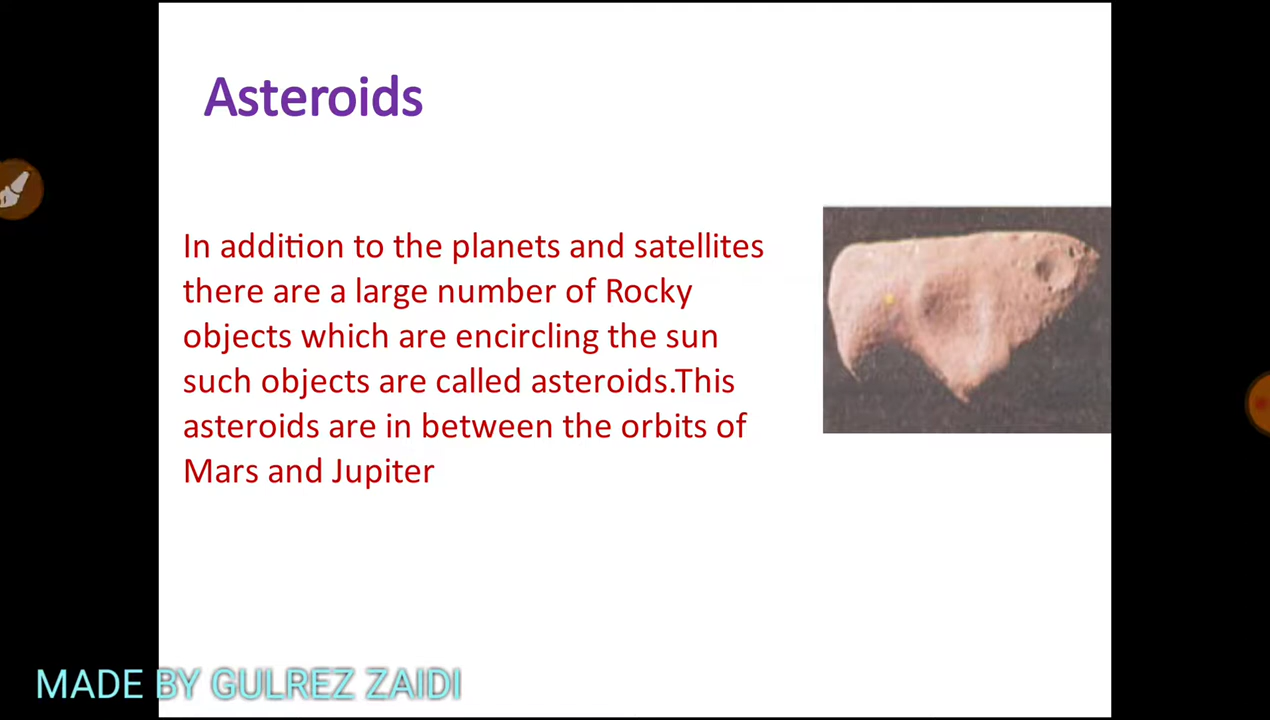 Asteroids
In addition to the planets and satellites
there are a large number of Rocky
objects which are encircling the sun
such objects are called asteroids.This
asteroids are in between the orbits of
Mars and Jupiter
MADE BY GULREZ ZAIDI